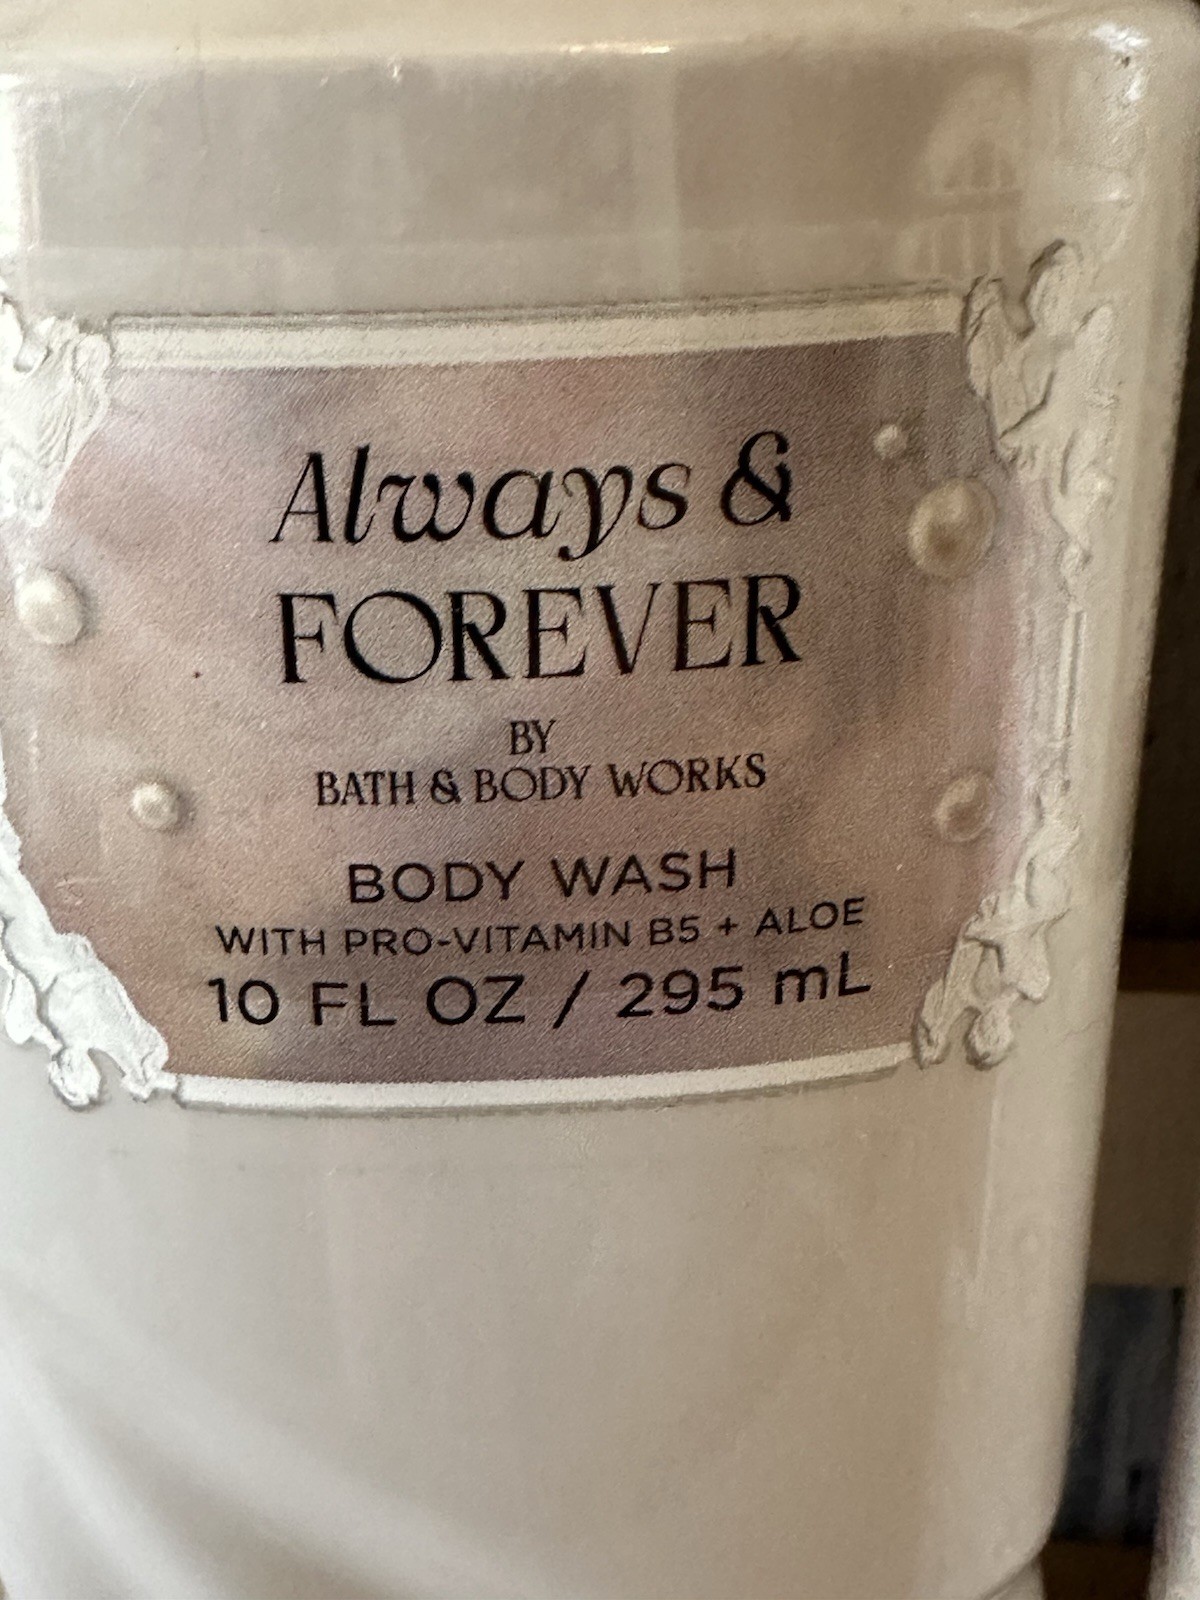 Always &
FOREVER
BY
BATH & BODY WORKS
BODY WASH
WITH PRO-VITAMIN B5 + ALOE
10 FL OZ / 295 mL